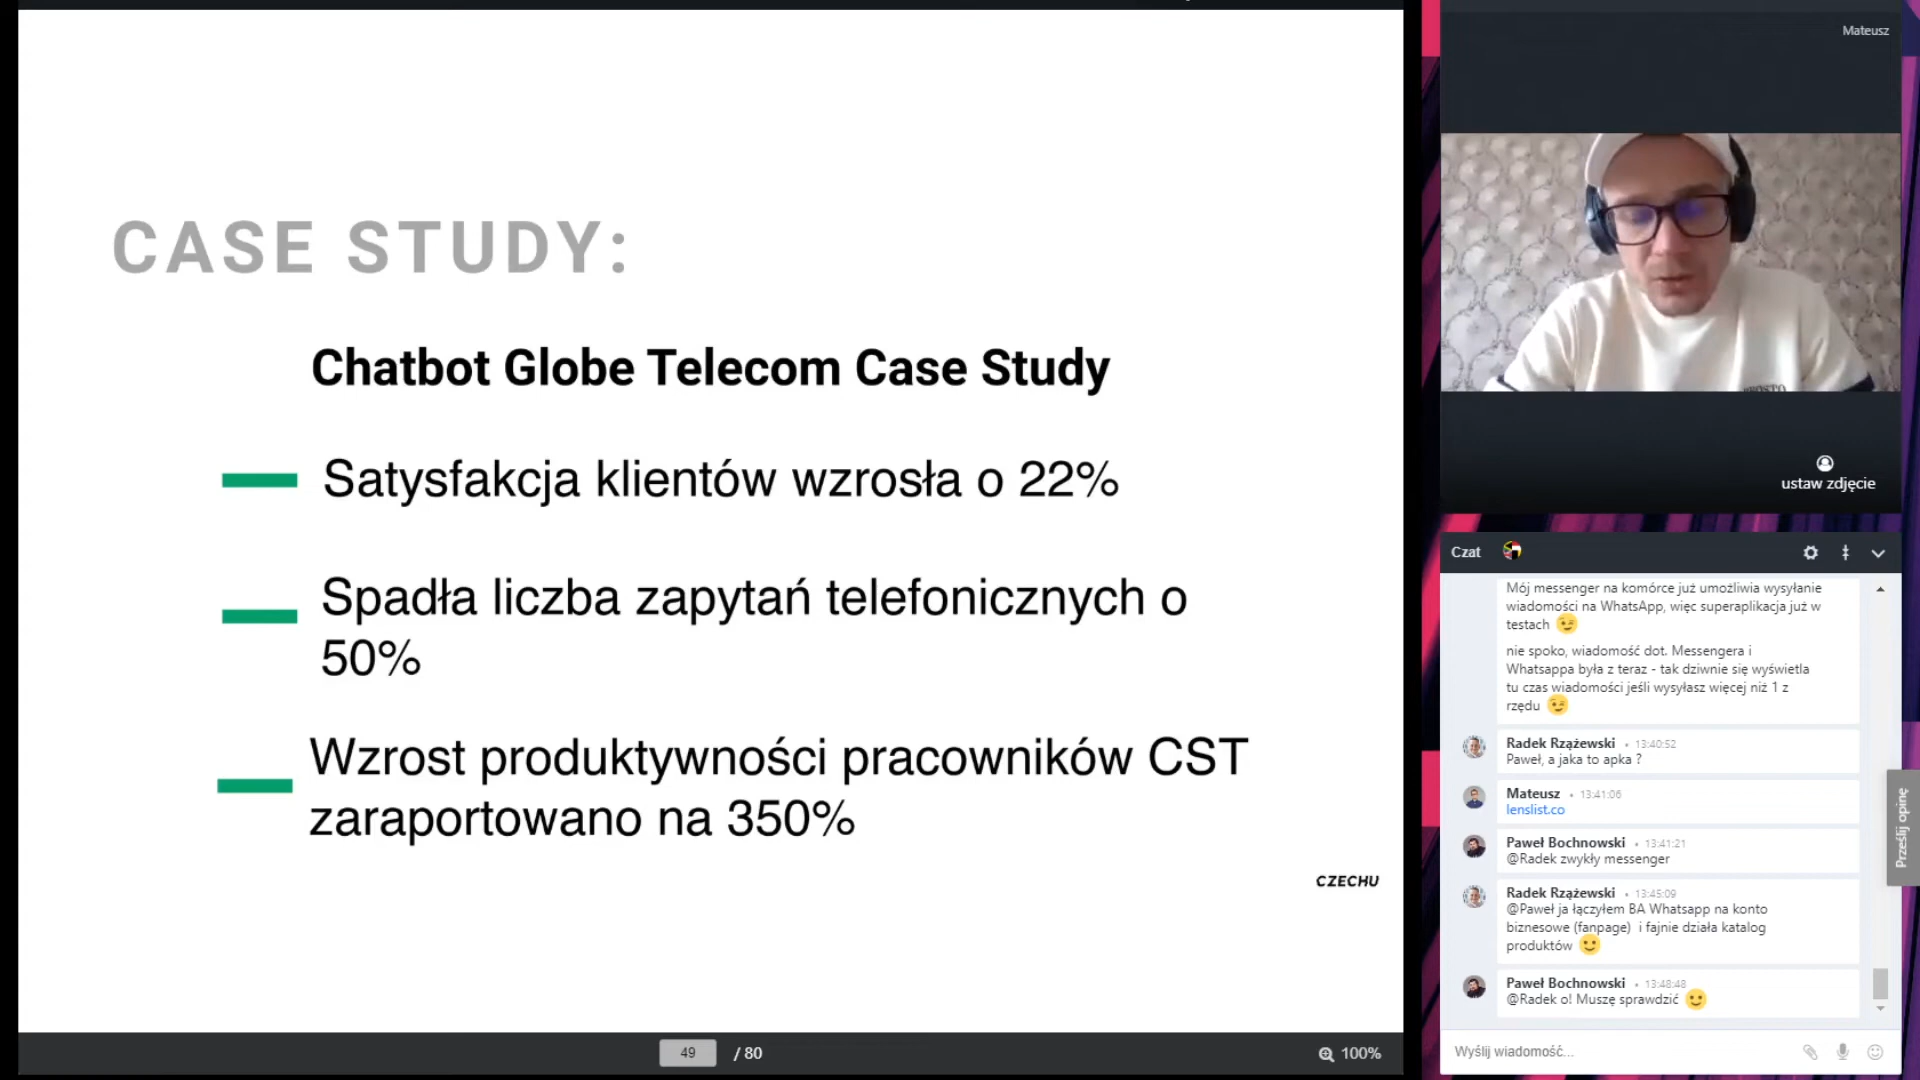 CASE STUDY:
Chatbot Globe Telecom Case Study
Satysfakcja klientów wzrosła o 22%
Spadła liczba zapytań telefonicznych o
50%
Wzrost produktywności pracowników CST
zaraportowano na 350%
CZECHU
49 / 80
100%
Mateusz
ustaw zdjęcie
Czat
Mój messenger na komórce już umożliwia wysyłanie
wiadomości na WhatsApp, więc superaplikacja już w
testach
nie spoko, wiadomość dot. Messengera i
Whatsappa była z teraz - tak dziwnie się wyświetla
tu czas wiadomości jeśli wysyłasz więcej niż 1 z
rzędu
Radek Rzążewski • 13:40:52
Paweł, a jaka to apka ?
Mateusz • 13:41:06
lenslist.co
Paweł Bochnowski • 13:41:21
@Radek zwykły messenger
Radek Rzążewski • 13:45:09
@Paweł ja łączyłem BA Whatsapp na konto
biznesowe (fanpage) i fajnie działa katalog
produktów
Paweł Bochnowski • 13:48:48
@Radek o! Muszę sprawdzić
Wyślij wiadomość...
Prześlij opinię